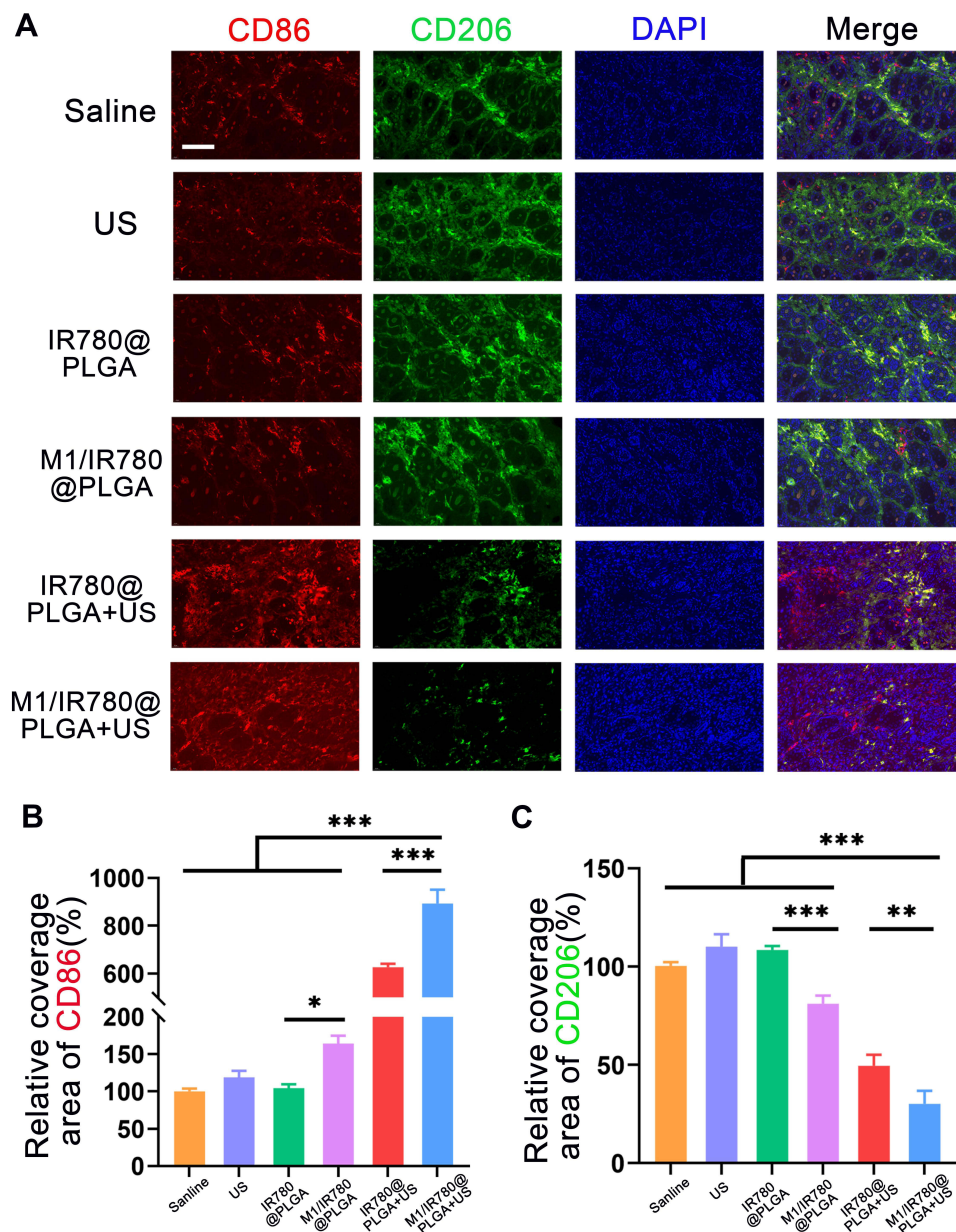 A
CD86 CD206 DAPI Merge
Saline
US
IR780@
PLGA
M1/IR780
@PLGA
IR780@
PLGA+US
M1/IR780@
PLGA+US
B
Relative coverage
area of CD86(%)
1000
800
600
200
150
100
50
0
***
***
*
Sanline
US
IR780
@PLGA
M1/IR780
@PLGA
IR780@
PLGA+US
M1/IR780@
PLGA+US
C
Relative coverage
area of CD206(%)
150
100
50
0
***
***
**
Sanline
US
IR780
@PLGA
M1/IR780
@PLGA
IR780@
PLGA+US
M1/IR780@
PLGA+US